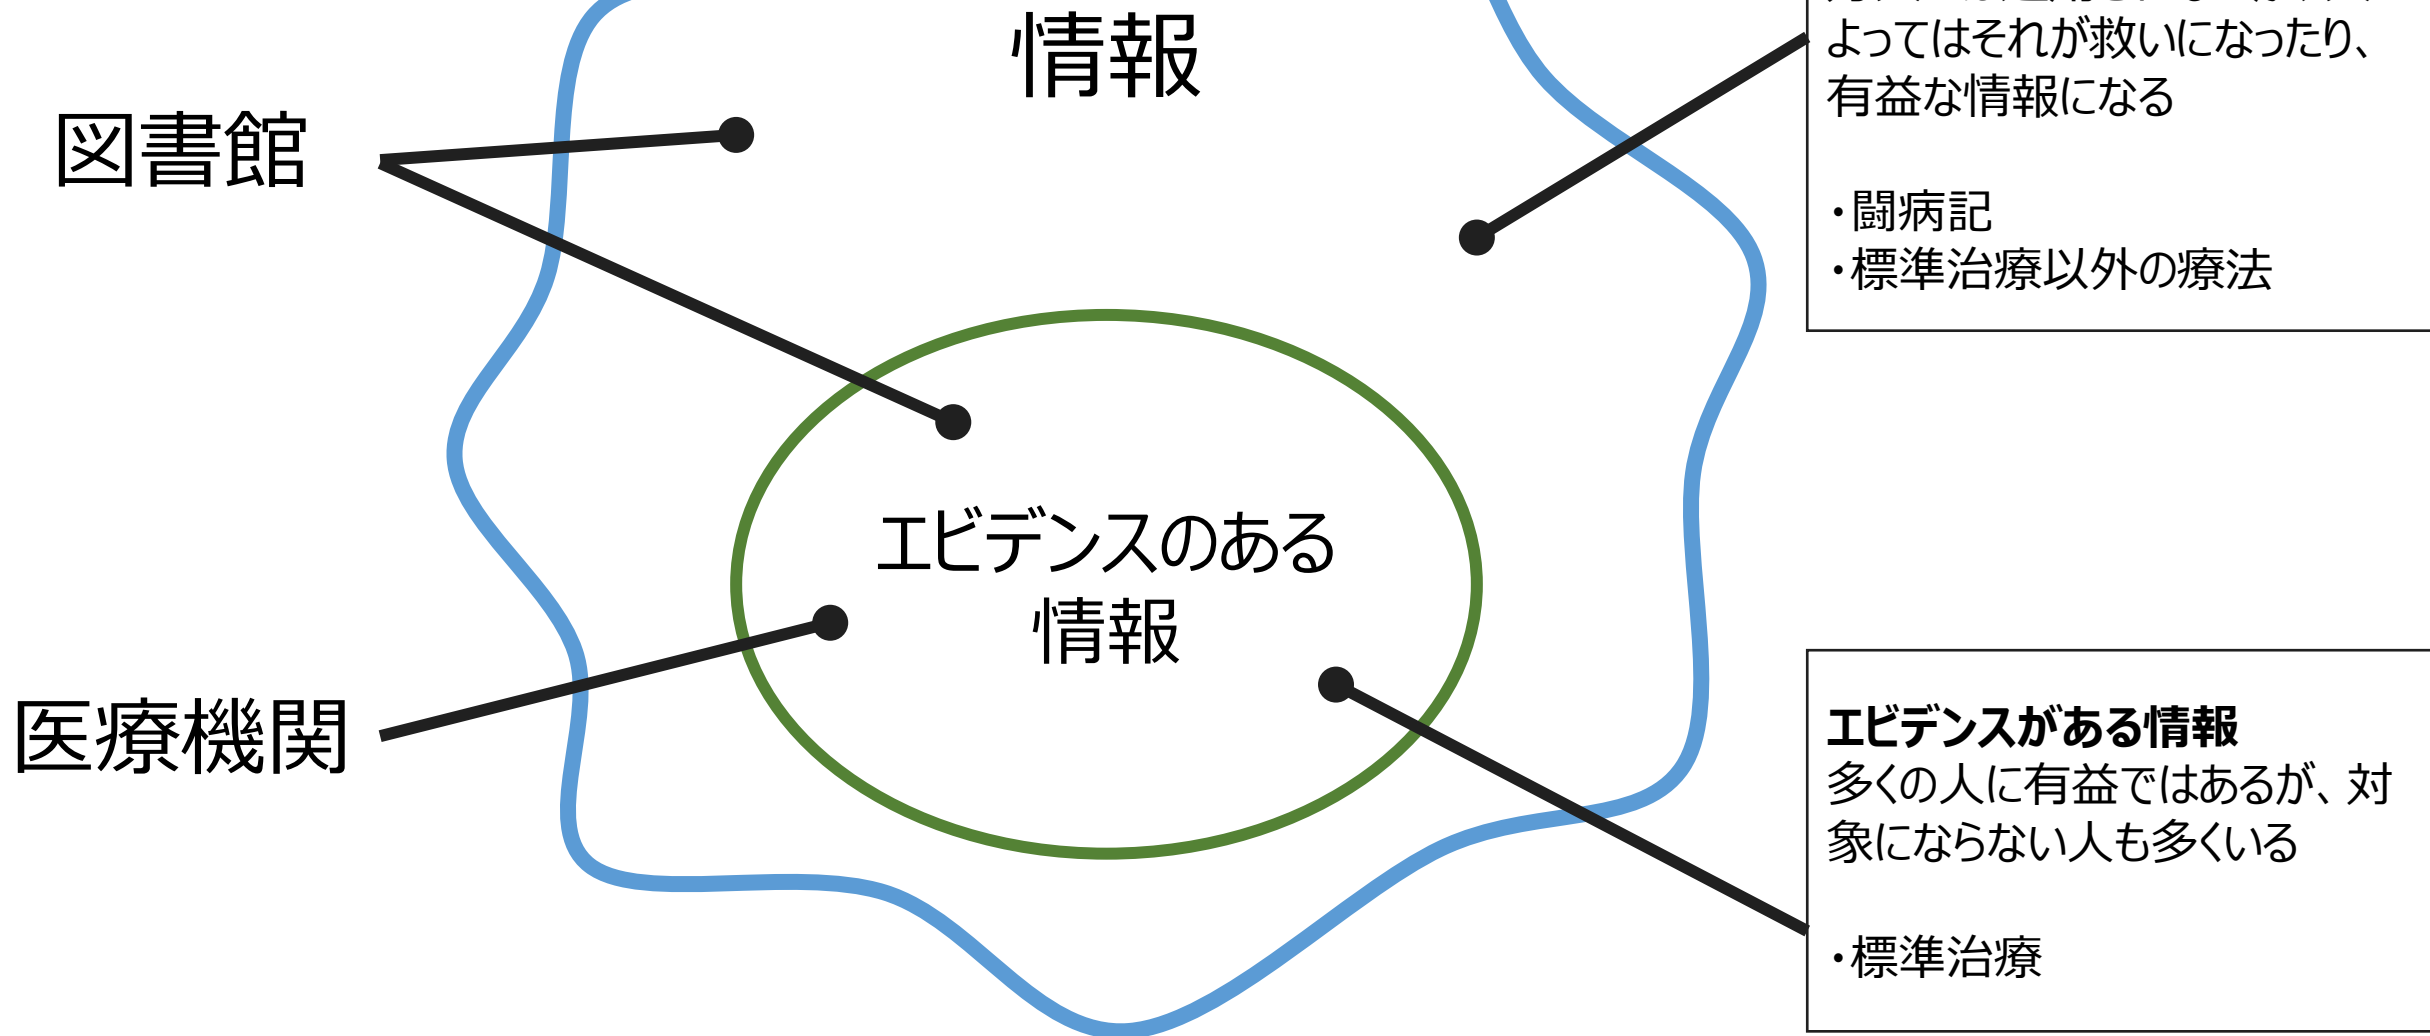 情報
図書館
よってはそれが救いになったり、
有益な情報になる
・闘病記
・標準治療以外の療法
エビデンスのある
情報
医療機関
エビデンスがある情報
多くの人に有益ではあるが、対
象にならない人も多くいる
・標準治療